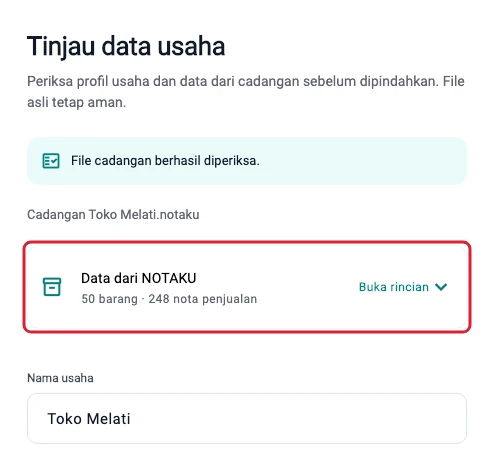 Tinjau data usaha
Periksa profil usaha dan data dari cadangan sebelum dipindahkan. File
asli tetap aman.
File cadangan berhasil diperiksa.
Cadangan Toko Melati.notaku
Data dari NOTAKU
50 barang · 248 nota penjualan
Buka rincian
Nama usaha
Toko Melati